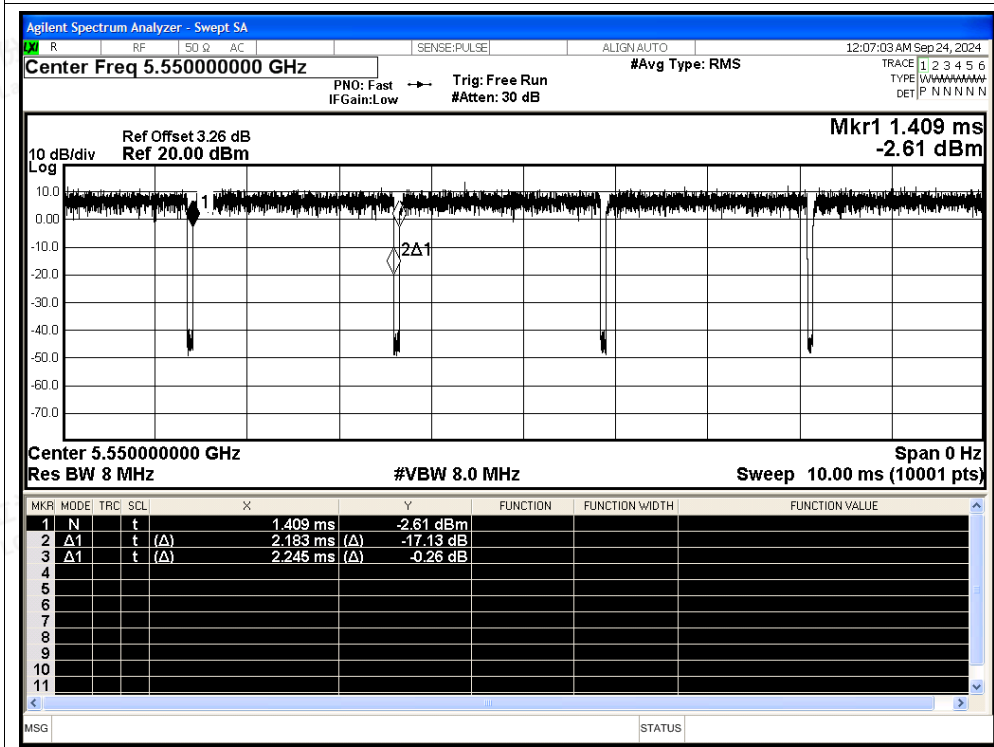 Agilent Spectrum Analyzer - Swept SA
LXI R RF 50 Ω AC SENSE:PULSE ALIGN AUTO 12:07:03 AM Sep 24, 2024
Center Freq 5.550000000 GHz #Avg Type: RMS TRACE 1 2 3 4 5 6
PNO: Fast Trig: Free Run TYPE
IFGain:Low #Atten: 30 dB DET P N N N N N
Mkr1 1.409 ms
Ref Offset 3.26 dB
10 dB/div Ref 20.00 dBm -2.61 dBm
Log
10.0
1
0.00
-10.0
2Δ1
-20.0
-30.0
-40.0
-50.0
-60.0
-70.0
Center 5.550000000 GHz Span 0 Hz
Res BW 8 MHz #VBW 8.0 MHz Sweep 10.00 ms (10001 pts)
MKR MODE TRC SCL X Y FUNCTION FUNCTION WIDTH FUNCTION VALUE
1 N t 1.409 ms -2.61 dBm
2 Δ1 t (Δ) 2.183 ms (Δ) -17.13 dB
3 Δ1 t (Δ) 2.245 ms (Δ) -0.26 dB
4
5
6
7
8
9
10
11
MSG STATUS